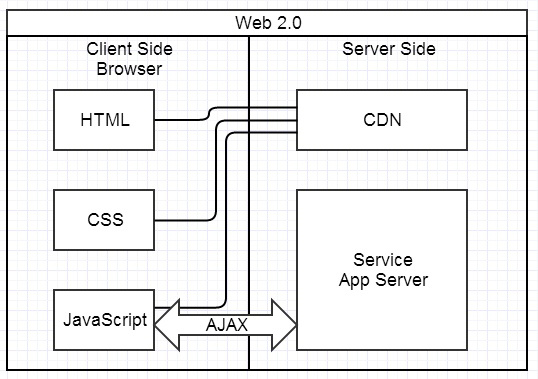 Web 2.0
Client Side
Browser
Server Side
HTML
CDN
CSS
Service
App Server
JavaScript
AJAX